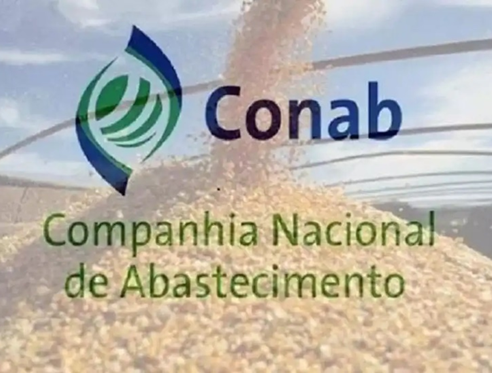 Conab
Companhia Nacional
de Abastecimento